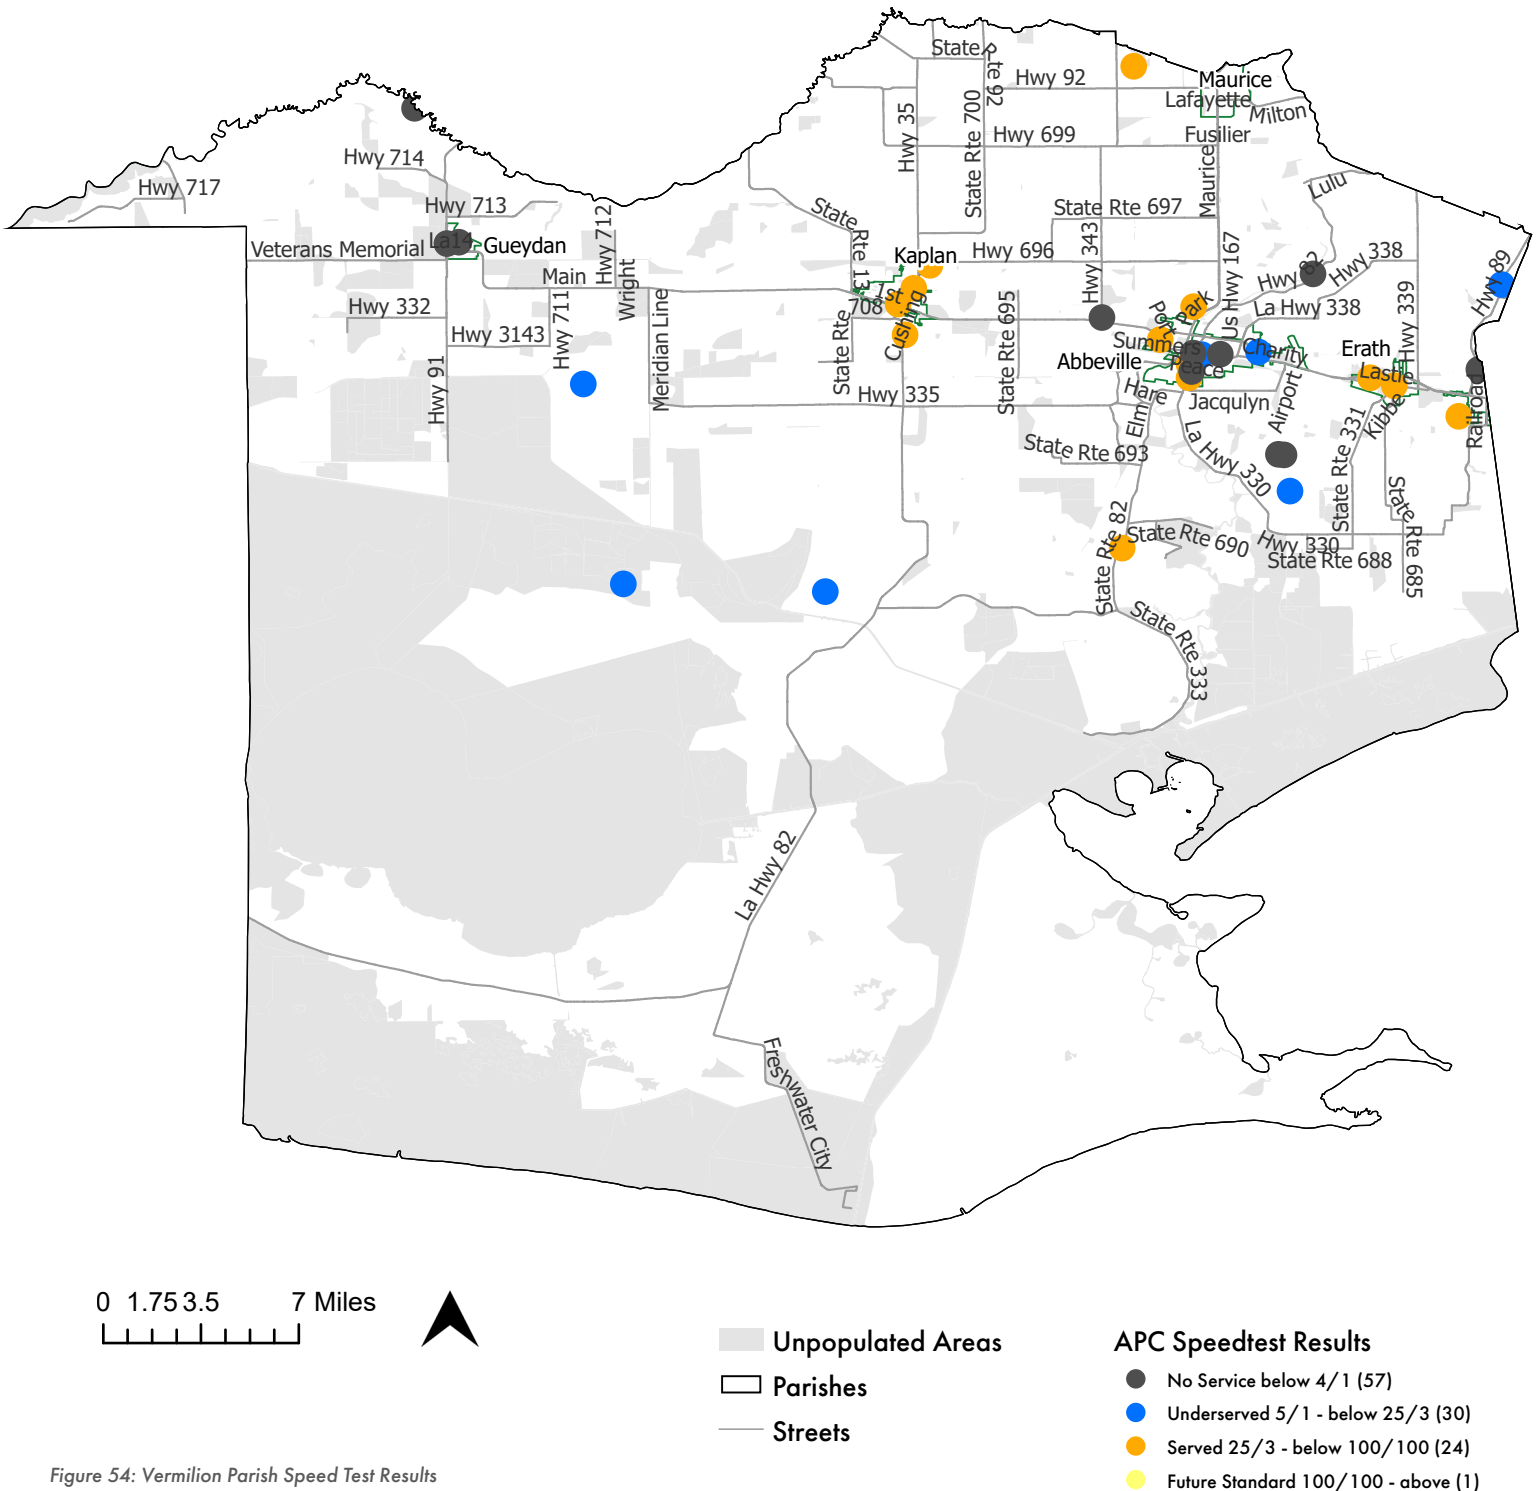 State Rte 92
Hwy 92
Maurice
Lafayette
Milton
Hwy 35
State Rte 700
Hwy 699
Fusilier
Hwy 714
Hwy 717
Maurice
Lulu
Hwy 713
Hwy 712
State Rte 13
State Rte 697
Veterans Memorial
La14
Gueydan
Kaplan
Hwy 696
Hwy 343
Us Hwy 167
Hwy 82
Hwy 338
Hwy 89
Main
Wright
Hwy 332
Hwy 711
Meridian Line
1st
708
Cushing
State Rte
State Rte 695
Port
Park
La Hwy 338
Hwy 339
Hwy 3143
Summers
Charity
Erath
Abbeville
Peace
Lastie
Hwy 91
Hwy 335
Hare
Jacqulyn
Airport
Elm
Kibbe
Railroad
State Rte 693
La Hwy 330
State Rte 331
State Rte 82
State Rte 690
Hwy 330
State Rte 688
State Rte 685
State Rte 333
La Hwy 82
Freshwater City
0 1.75 3.5 7 Miles
Unpopulated Areas
Parishes
Streets
APC Speedtest Results
No Service below 4/1 (57)
Underserved 5/1 - below 25/3 (30)
Served 25/3 - below 100/100 (24)
Future Standard 100/100 - above (1)
Figure 54: Vermilion Parish Speed Test Results